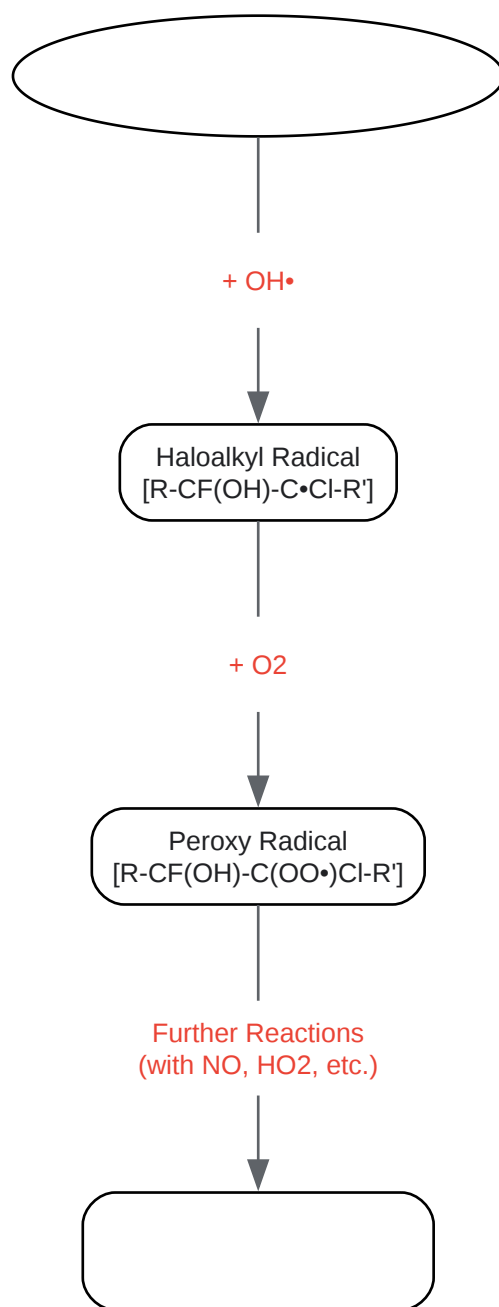 + OH•
Haloalkyl Radical
[R-CF(OH)-C•Cl-R']
+ O2
Peroxy Radical
[R-CF(OH)-C(OO•)Cl-R']
Further Reactions
(with NO, HO2, etc.)